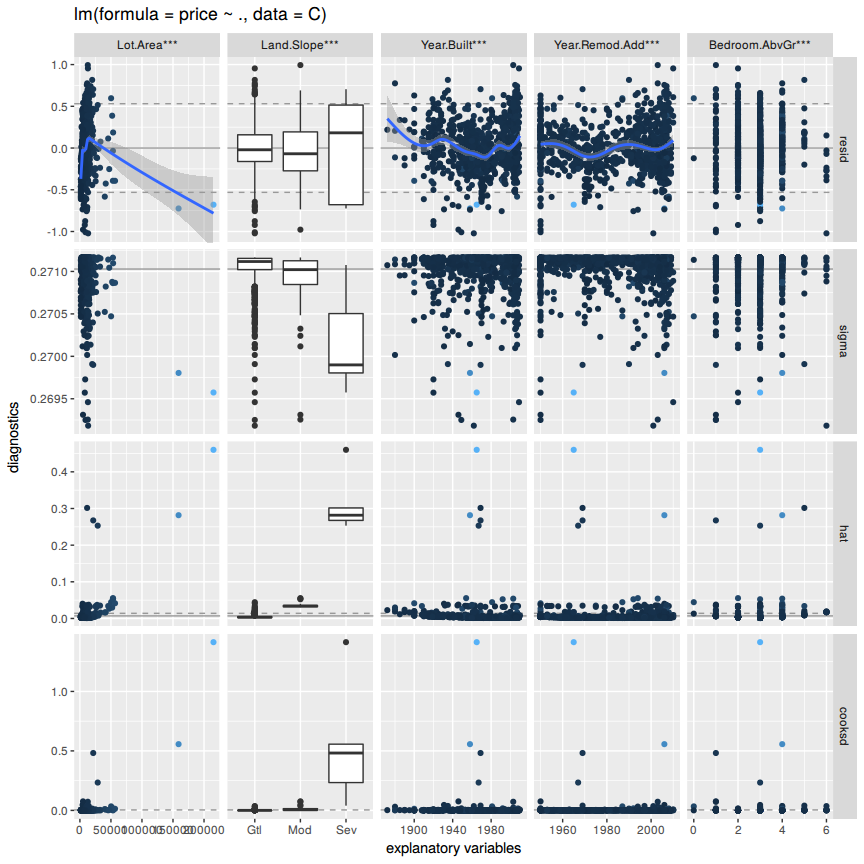 lm(formula = price ~ ., data = C)
Lot.Area*** Land.Slope*** Year.Built*** Year.Remod.Add*** Bedroom.AbvGr***
1.0
0.5
0.0
-0.5
-1.0
resid
0.2710
0.2705
0.2700
0.2695
sigma
diagnostics
0.4
0.3
0.2
0.1
0.0
hat
1.0
0.5
0.0
cooksd
0 50000 100000 150000 200000 Gtl Mod Sev 1900 1940 1980 1960 1980 2000 0 2 4 6
explanatory variables